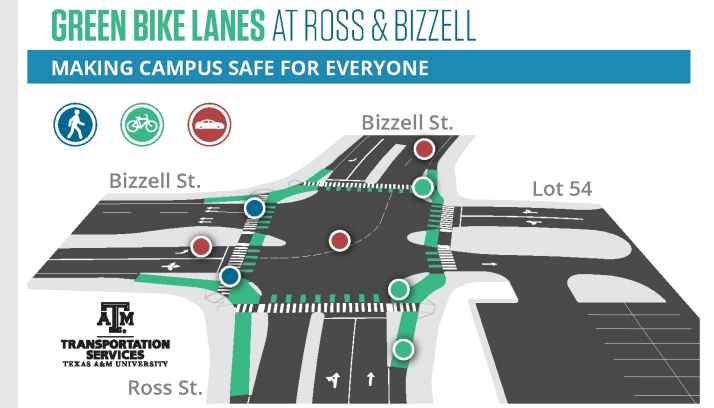 GREEN BIKE LANES AT ROSS & BIZZELL
MAKING CAMPUS SAFE FOR EVERYONE
Bizzell St.
Bizzell St.
Lot 54
ATM
TRANSPORTATION
SERVICES
TEXAS A&M UNIVERSITY
Ross St.